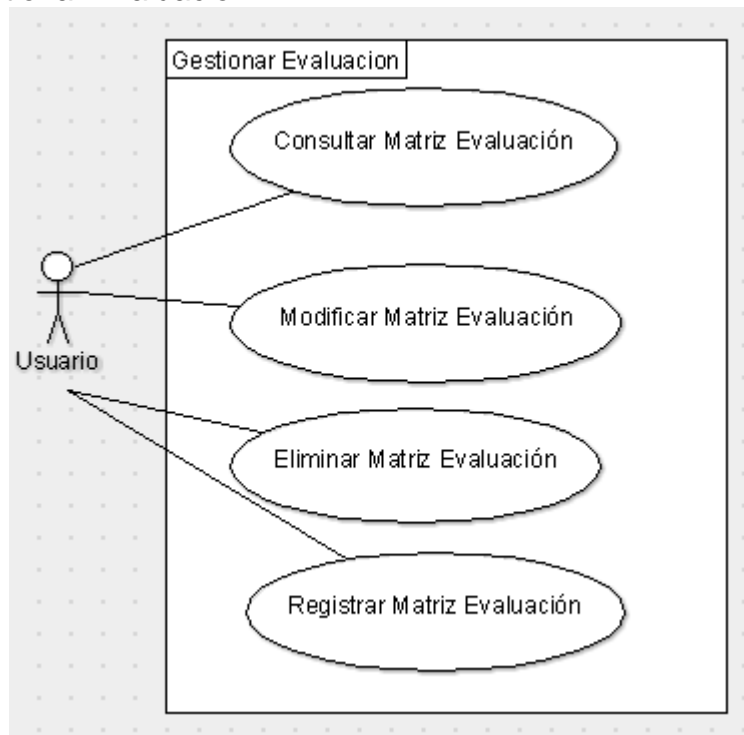 Gestionar Evaluacion
Consultar Matriz Evaluación
Modificar Matriz Evaluación
Usuario
Eliminar Matriz Evaluación
Registrar Matriz Evaluación